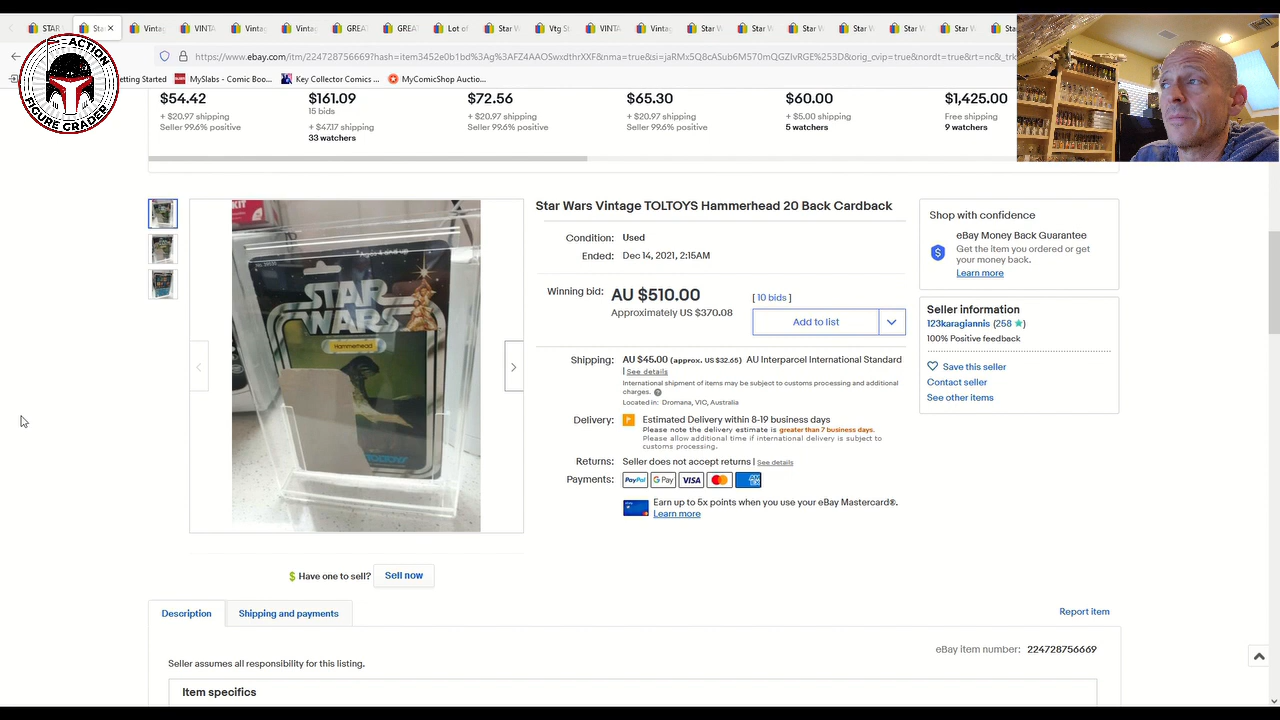 STAR
Sta
Vintag
VINTA
Vintag
Vintag
GREA
GREA
Lot of
Star W
Vtg S
VINTA
Vintag
Star W
Star W
Star W
Star W
Star W
Star W
Sta
https://www.ebay.com/itm/224728756669?hash=item3452e0b1bd%3Ag%3AFZ4AAOSwxdthrXXF&nma=true&si=jaRMx5Q8cASub6M570mQGZIvRGE%253D&orig_cvip=true&nordt=true&rt=nc&_trk
ACTION
FIGURE GRADER
etting Started
MySlabs - Comic Boo...
Key Collector Comics ...
MyComicShop Auctio...
$54.42
+ $20.97 shipping
Seller 99.6% positive
$161.09
15 bids
+ $47.17 shipping
33 watchers
$72.56
+ $20.97 shipping
Seller 99.6% positive
$65.30
+ $20.97 shipping
Seller 99.6% positive
$60.00
+ $5.00 shipping
5 watchers
$1,425.00
Free shipping
9 watchers
STAR
WARS
Hammerhead
Star Wars Vintage TOLTOYS Hammerhead 20 Back Cardback
Condition: Used
Ended: Dec 14, 2021, 2:15AM
Winning bid: AU $510.00 [ 10 bids ]
Approximately US $370.08
Add to list
Shipping: AU $45.00 (approx. US $32.65) AU Interparcel International Standard
| See details
International shipment of items may be subject to customs processing and additional
charges.
Located in: Dromana, VIC, Australia
Delivery: Estimated Delivery within 8-19 business days
Please note the delivery estimate is greater than 7 business days.
Please allow additional time if international delivery is subject to
customs processing.
Returns: Seller does not accept returns | See details
Payments: PayPal G Pay VISA
Earn up to 5x points when you use your eBay Mastercard®.
Learn more
Shop with confidence
eBay Money Back Guarantee
Get the item you ordered or get
your money back.
Learn more
Seller information
123karagiannis (258 )
100% Positive feedback
Save this seller
Contact seller
See other items
Have one to sell? Sell now
Description
Shipping and payments
Report item
eBay item number: 224728756669
Seller assumes all responsibility for this listing.
Item specifics